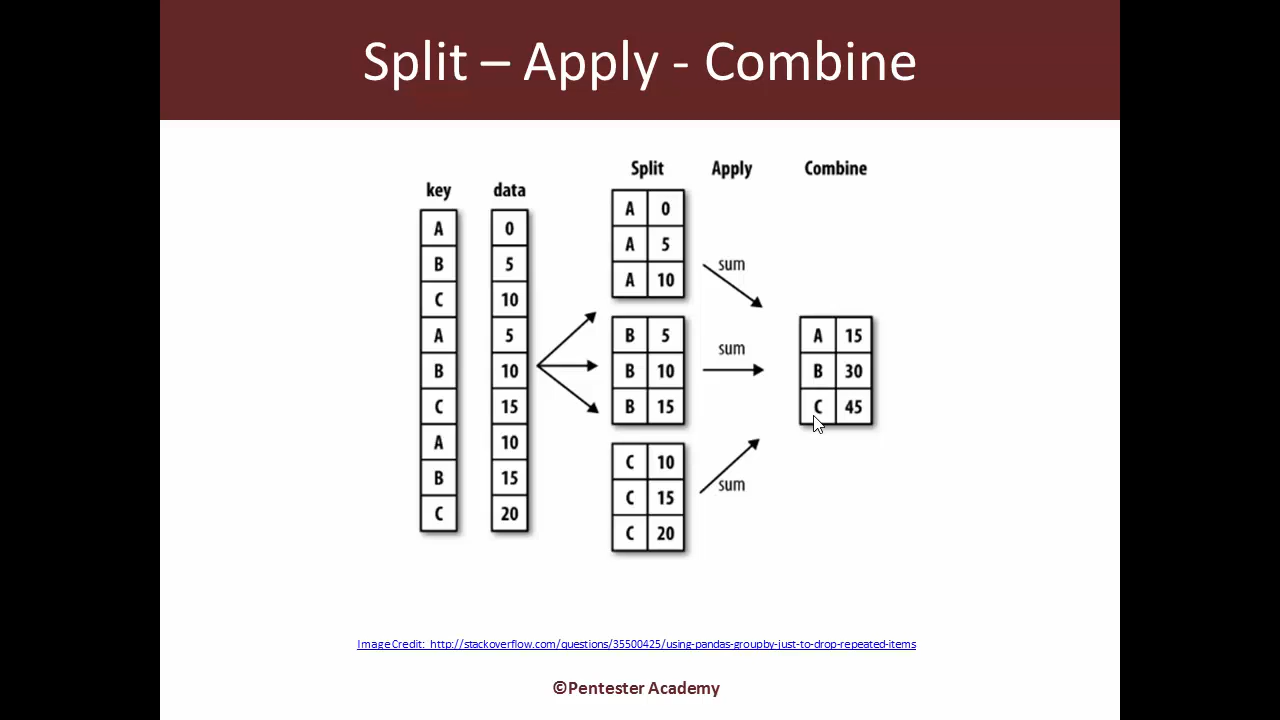 Split – Apply - Combine
Split Apply Combine
key data
A 0
B 5
C 10
A 5
B 10
C 15
A 10
B 15
C 20
A 0
A 5
A 10
B 5
B 10
B 15
C 10
C 15
C 20
sum
sum
sum
A 15
B 30
C 45
Image Credit: http://stackoverflow.com/questions/35500425/using-pandas-groupby-just-to-drop-repeated-items
©Pentester Academy